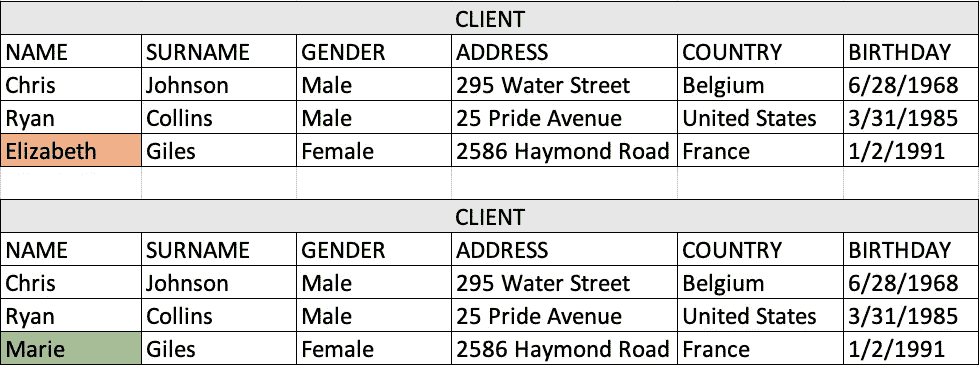 CLIENT
NAME SURNAME GENDER ADDRESS COUNTRY BIRTHDAY
Chris Johnson Male 295 Water Street Belgium 6/28/1968
Ryan Collins Male 25 Pride Avenue United States 3/31/1985
Elizabeth Giles Female 2586 Haymond Road France 1/2/1991
CLIENT
NAME SURNAME GENDER ADDRESS COUNTRY BIRTHDAY
Chris Johnson Male 295 Water Street Belgium 6/28/1968
Ryan Collins Male 25 Pride Avenue United States 3/31/1985
Marie Giles Female 2586 Haymond Road France 1/2/1991